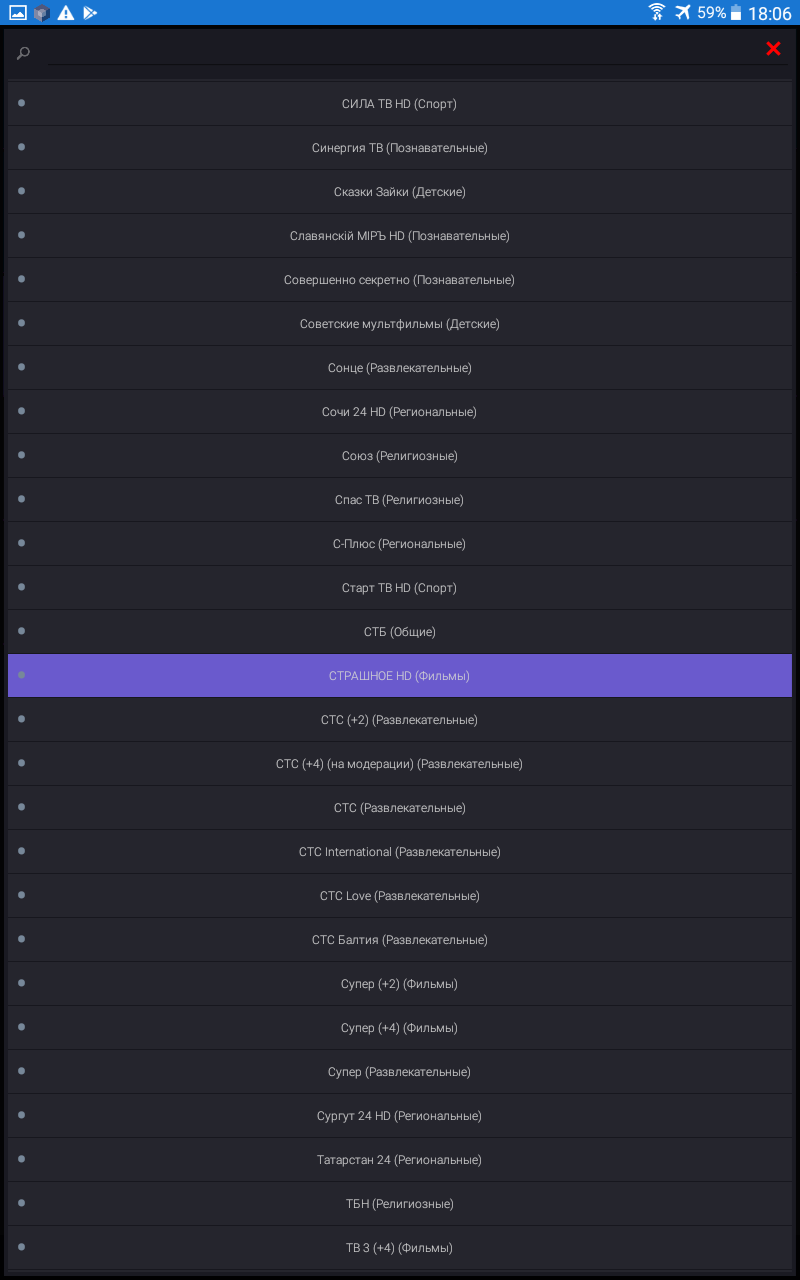 59% 18:06
СИЛА ТВ HD (Спорт)
Синергия ТВ (Познавательные)
Сказки Зайки (Детские)
Славянскiй МIРЪ HD (Познавательные)
Совершенно секретно (Познавательные)
Советские мультфильмы (Детские)
Сонце (Развлекательные)
Сочи 24 HD (Региональные)
Союз (Религиозные)
Спас ТВ (Религиозные)
С-Плюс (Региональные)
Старт ТВ HD (Спорт)
СТБ (Общие)
СТРАШНОЕ HD (Фильмы)
СТС (+2) (Развлекательные)
СТС (+4) (на модерации) (Развлекательные)
СТС (Развлекательные)
СТС International (Развлекательные)
СТС Love (Развлекательные)
СТС Балтия (Развлекательные)
Супер (+2) (Фильмы)
Супер (+4) (Фильмы)
Супер (Развлекательные)
Сургут 24 HD (Региональные)
Татарстан 24 (Региональные)
ТБН (Религиозные)
ТВ 3 (+4) (Фильмы)